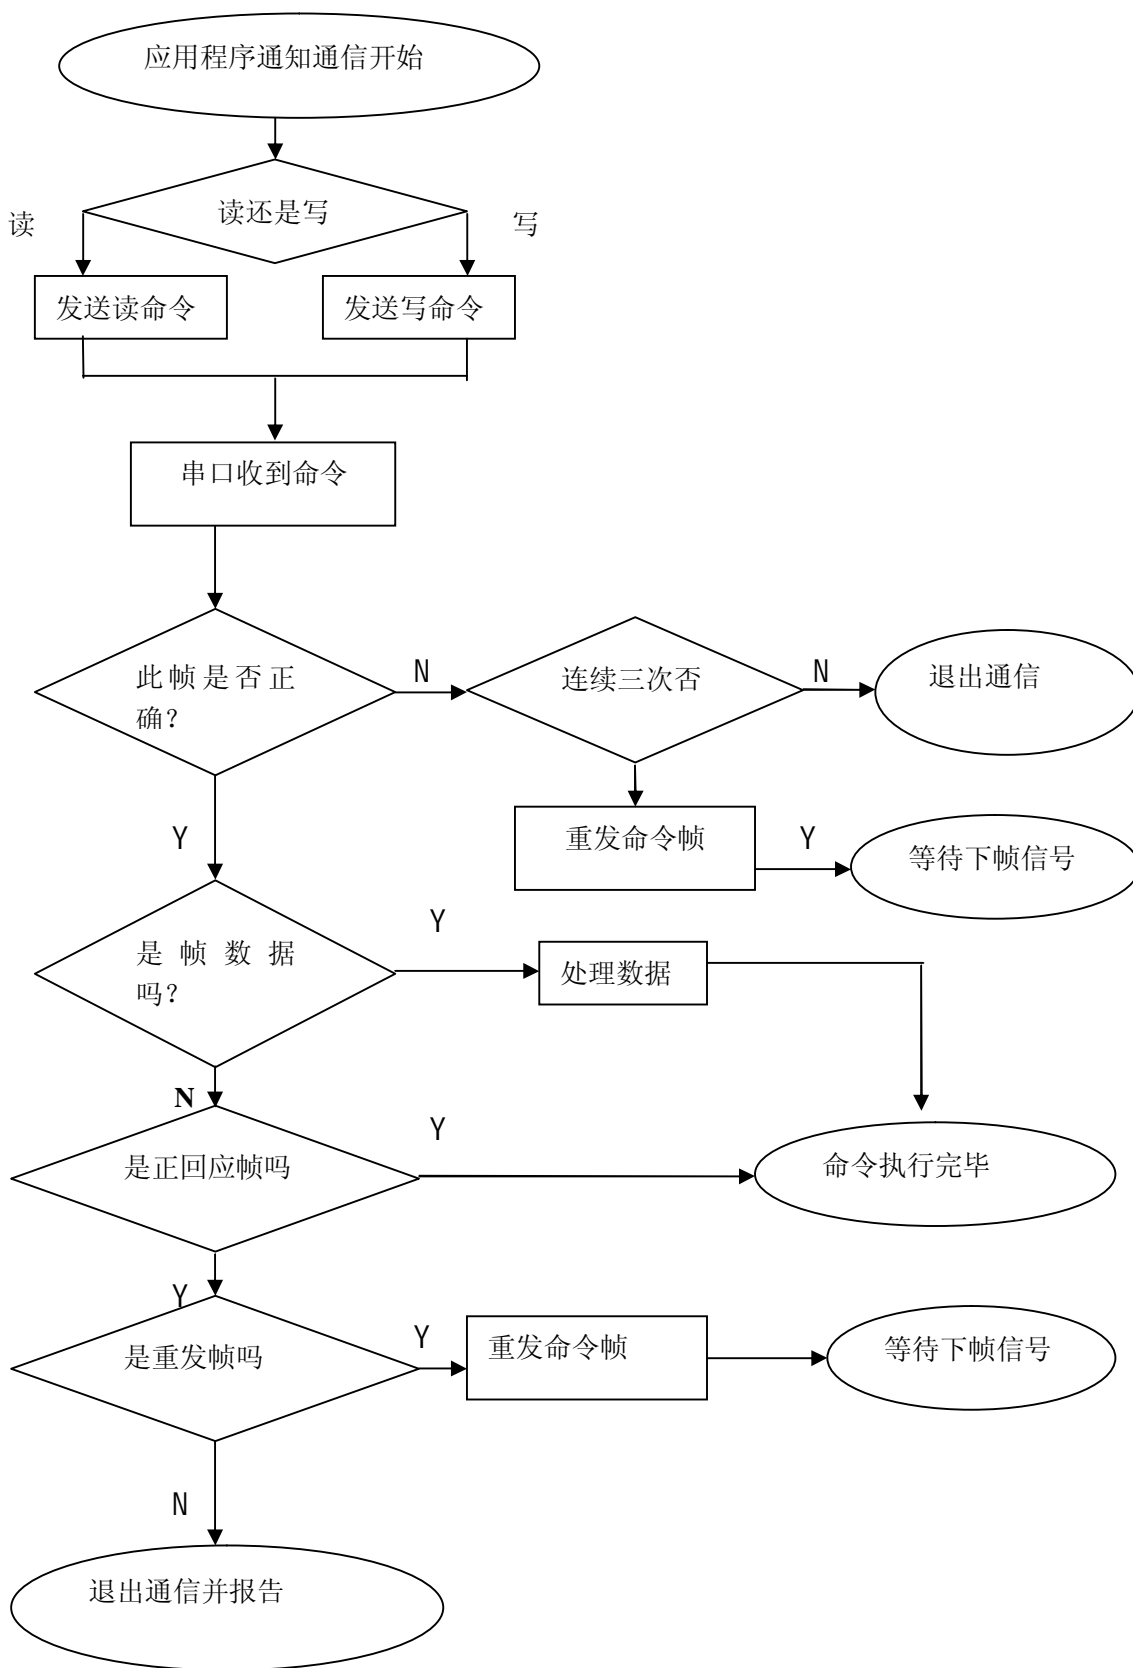 应用程序通知通信开始
读还是写
读
写
发送读命令
发送写命令
串口收到命令
此帧是否正
确?
N
连续三次否
N
退出通信
Y
重发命令帧
Y
等待下帧信号
是帧数据
吗?
Y
处理数据
N
是正回应帧吗
Y
命令执行完毕
Y
是重发帧吗
Y
重发命令帧
等待下帧信号
N
退出通信并报告